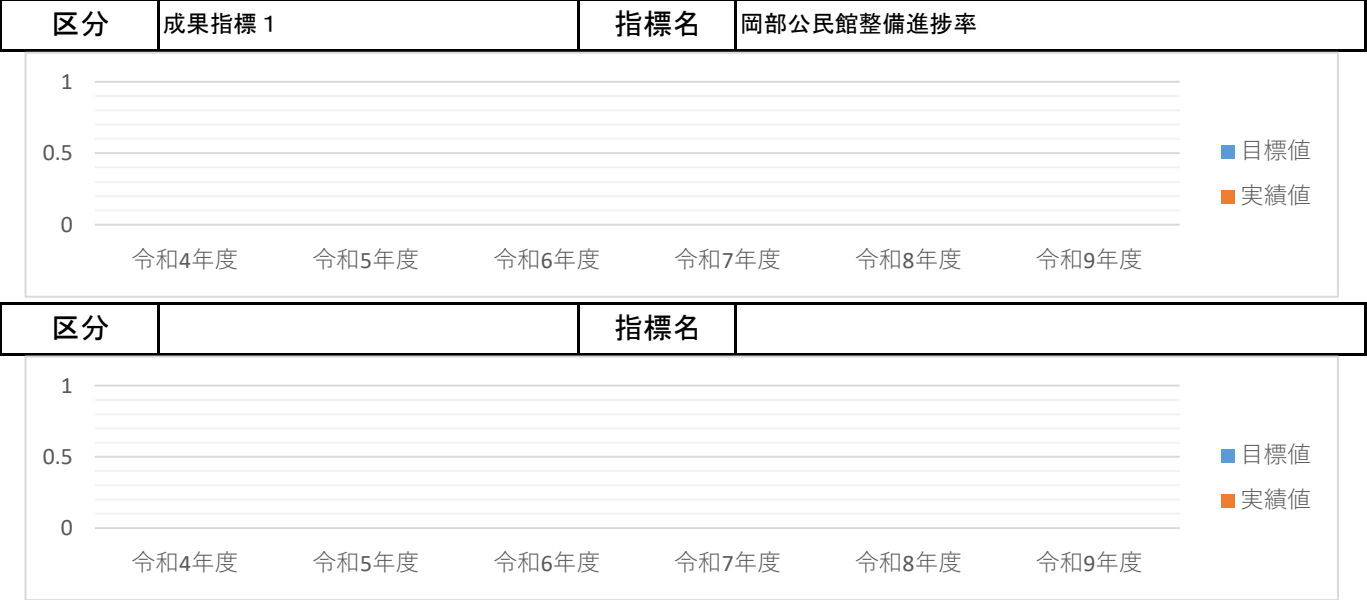 区分 成果指標１ 指標名 岡部公民館整備進捗率
1
0.5
0
令和4年度 令和5年度 令和6年度 令和7年度 令和8年度 令和9年度
目標値
実績値
区分 指標名
1
0.5
0
令和4年度 令和5年度 令和6年度 令和7年度 令和8年度 令和9年度
目標値
実績値